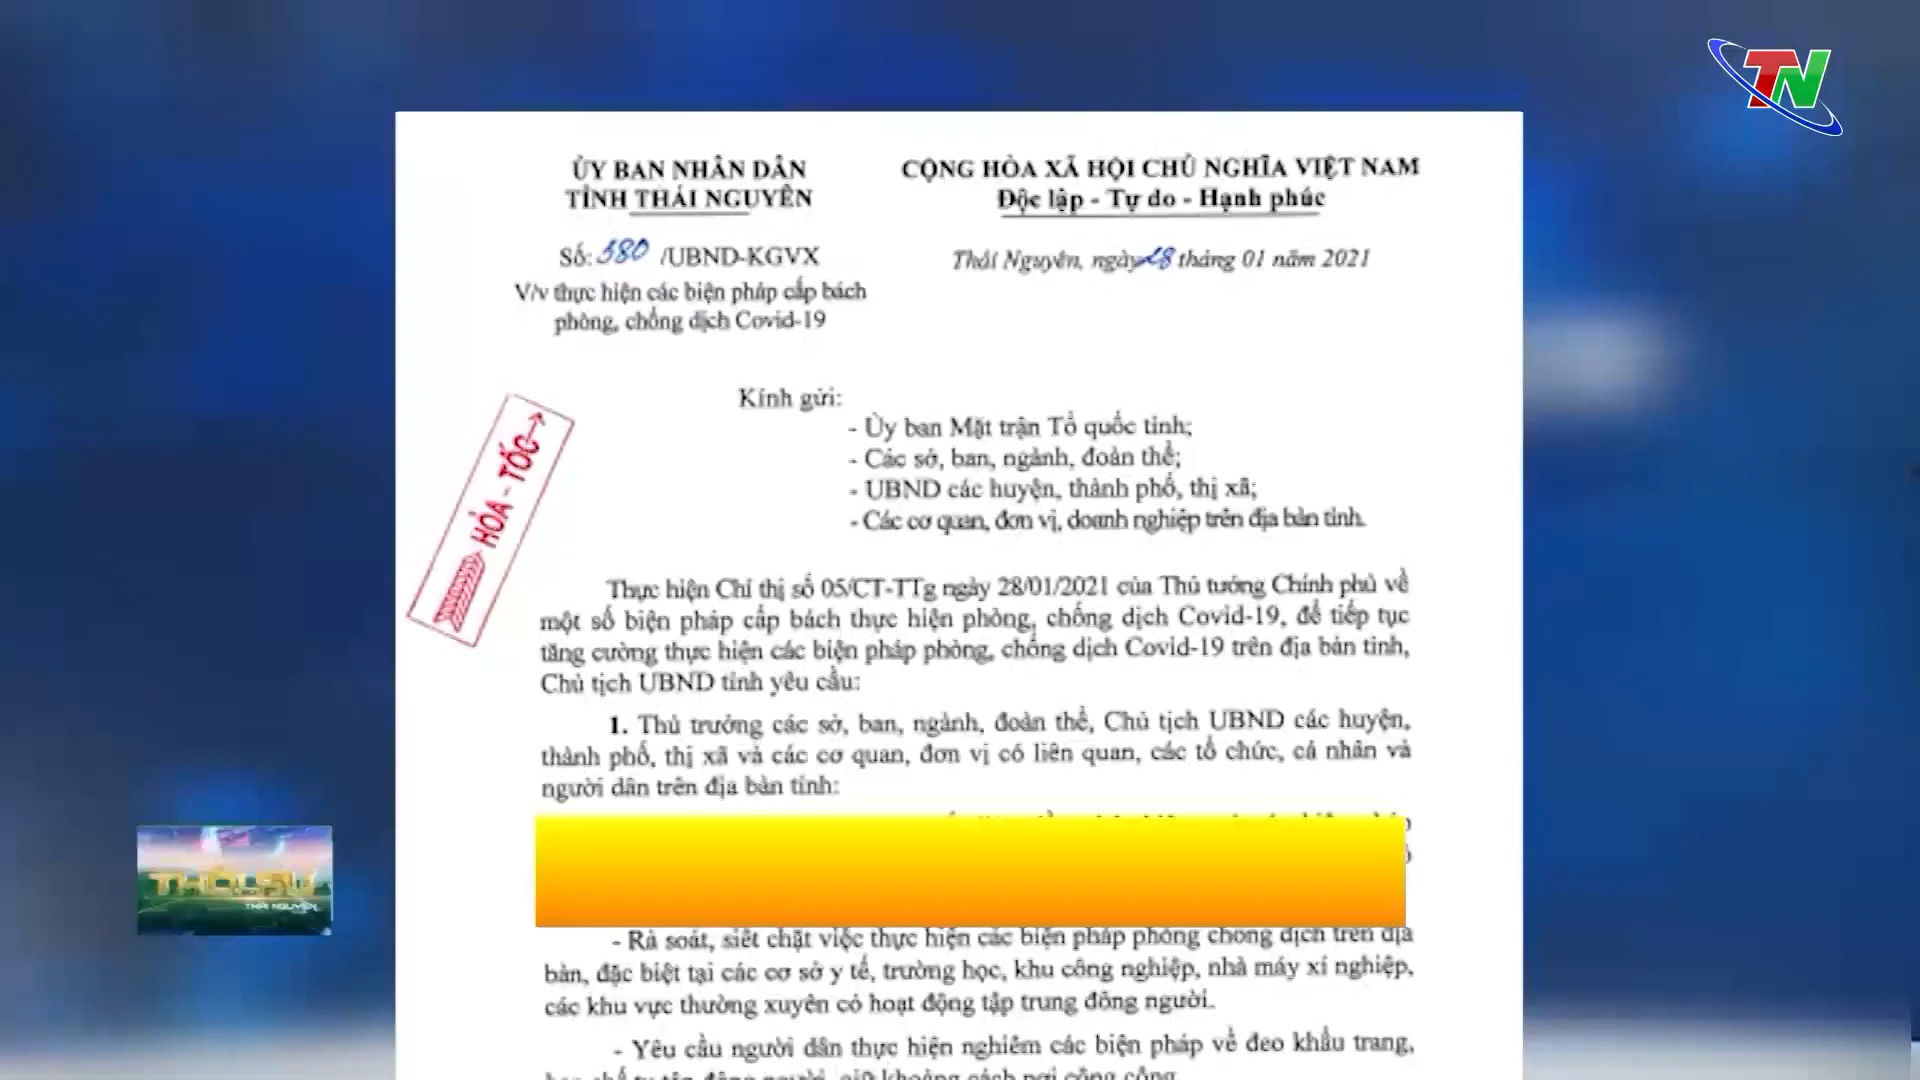 TN
ỦY BAN NHÂN DÂN
TỈNH THÁI NGUYÊN
CỘNG HÒA XÃ HỘI CHỦ NGHĨA VIỆT NAM
Độc lập - Tự do - Hạnh phúc
Số: 380 /UBND-KGVX
Thái Nguyên, ngày 28 tháng 01 năm 2021
V/v thực hiện các biện pháp cấp bách
phòng, chống dịch Covid-19
HỎA - TỐC
Kính gửi:
- Ủy ban Mặt trận Tổ quốc tỉnh;
- Các sở, ban, ngành, đoàn thể;
- UBND các huyện, thành phố, thị xã;
- Các cơ quan, đơn vị, doanh nghiệp trên địa bàn tỉnh.
Thực hiện Chỉ thị số 05/CT-TTg ngày 28/01/2021 của Thủ tướng Chính phủ về
một số biện pháp cấp bách thực hiện phòng, chống dịch Covid-19, để tiếp tục
tăng cường thực hiện các biện pháp phòng, chống dịch Covid-19 trên địa bàn tỉnh,
Chủ tịch UBND tỉnh yêu cầu:
1. Thủ trưởng các sở, ban, ngành, đoàn thể, Chủ tịch UBND các huyện,
thành phố, thị xã và các cơ quan, đơn vị có liên quan, các tổ chức, cá nhân và
người dân trên địa bàn tỉnh:
THỜI SỰ
THÁI NGUYÊN
- Rà soát, siết chặt việc thực hiện các biện pháp phòng chống dịch trên địa
bàn, đặc biệt tại các cơ sở y tế, trường học, khu công nghiệp, nhà máy xí nghiệp,
các khu vực thường xuyên có hoạt động tập trung đông người.
- Yêu cầu người dân thực hiện nghiêm các biện pháp về đeo khẩu trang,